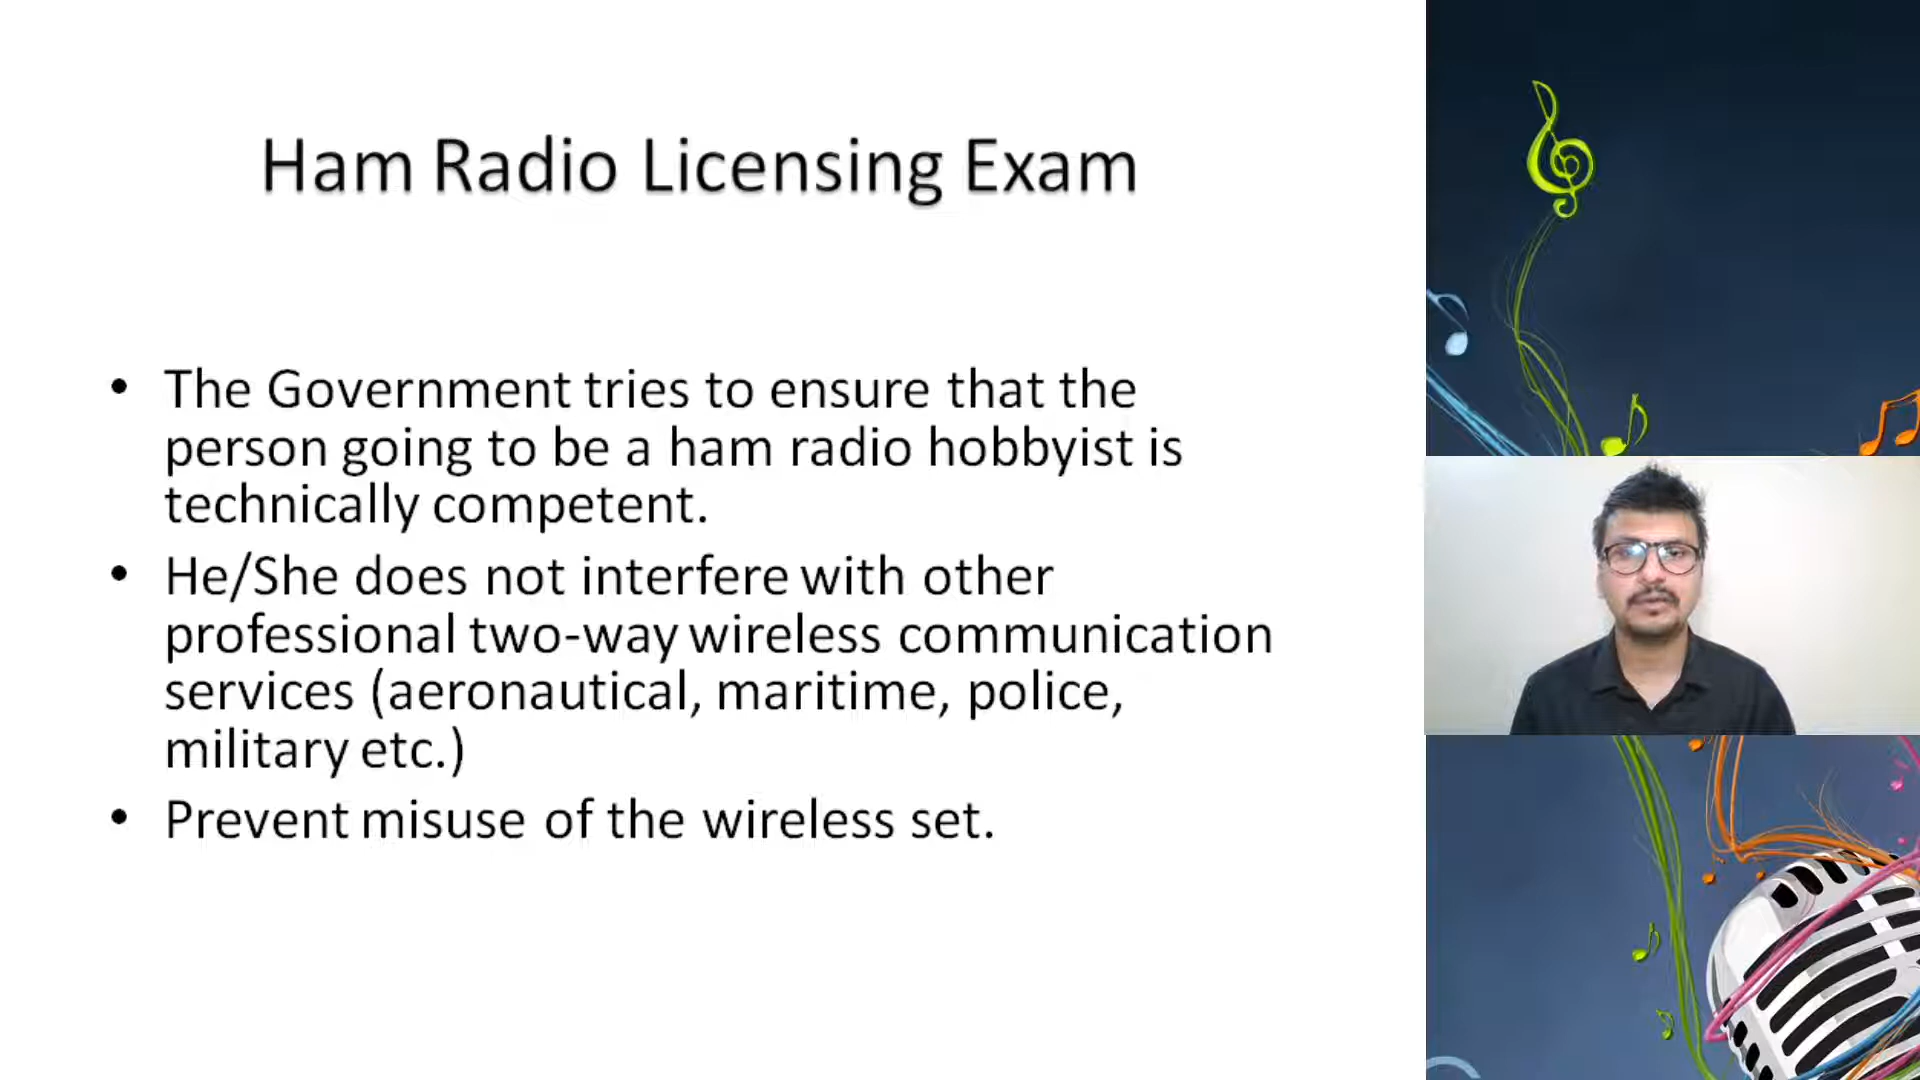 Ham Radio Licensing Exam
• The Government tries to ensure that the
person going to be a ham radio hobbyist is
technically competent.
• He/She does not interfere with other
professional two-way wireless communication
services (aeronautical, maritime, police,
military etc.)
• Prevent misuse of the wireless set.